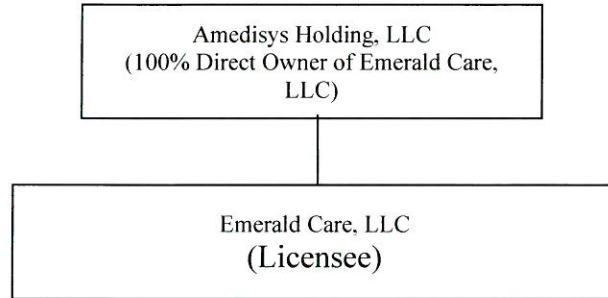 Amedisys Holding, LLC
(100% Direct Owner of Emerald Care,
LLC)
Emerald Care, LLC
(Licensee)